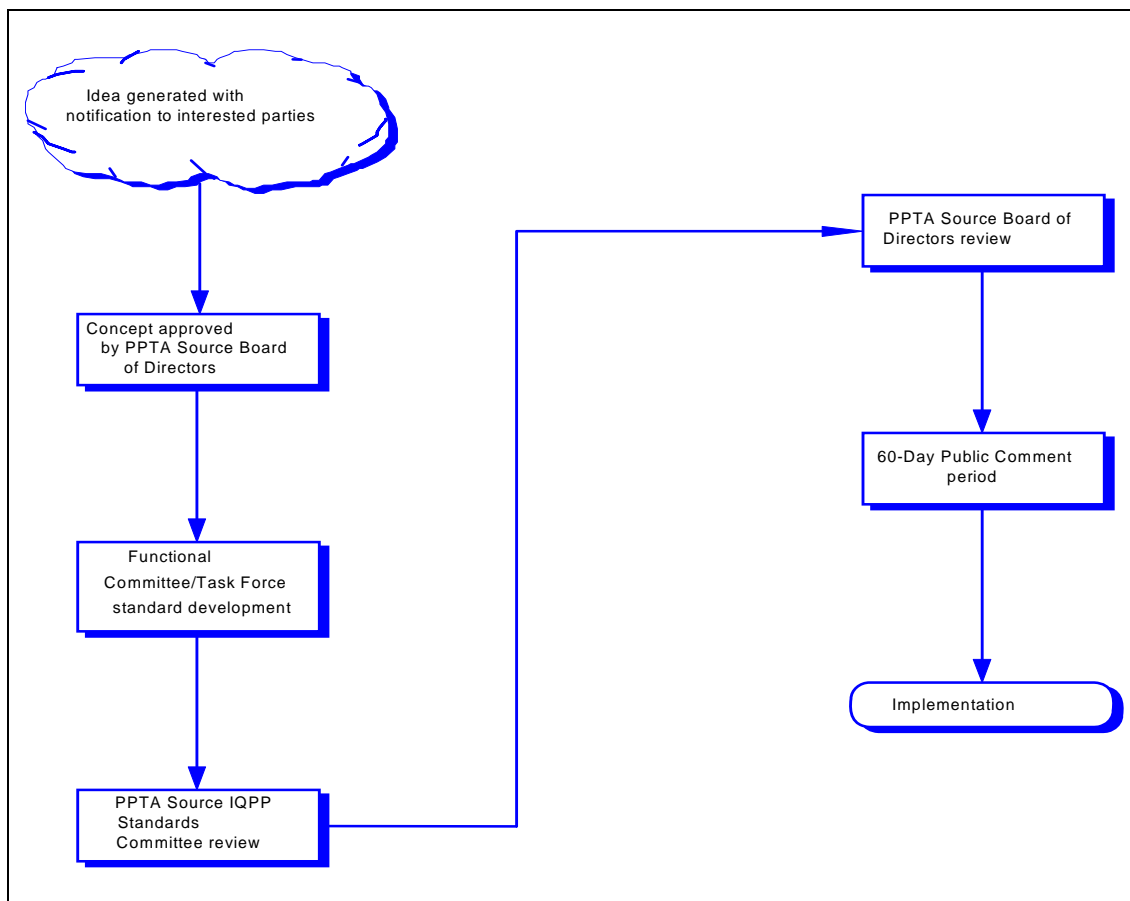 Idea generated with
notification to interested parties
Concept approved
by PPTA Source Board
of Directors
Functional
Committee/Task Force
standard development
PPTA Source IQPP
Standards
Committee review
PPTA Source Board of
Directors review
60-Day Public Comment
period
Implementation